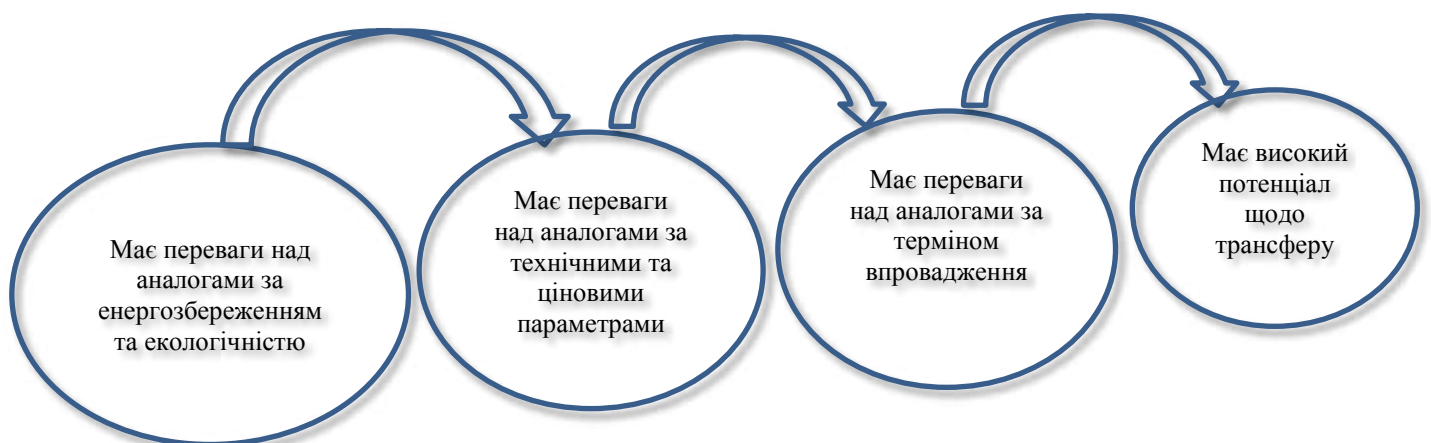 Має переваги над
аналогами за
енергозбереженням
та екологічністю
Має переваги
над аналогами за
технічними та
ціновими
параметрами
Має переваги
над аналогами за
терміном
впровадження
Має високий
потенціал
щодо
трансферу